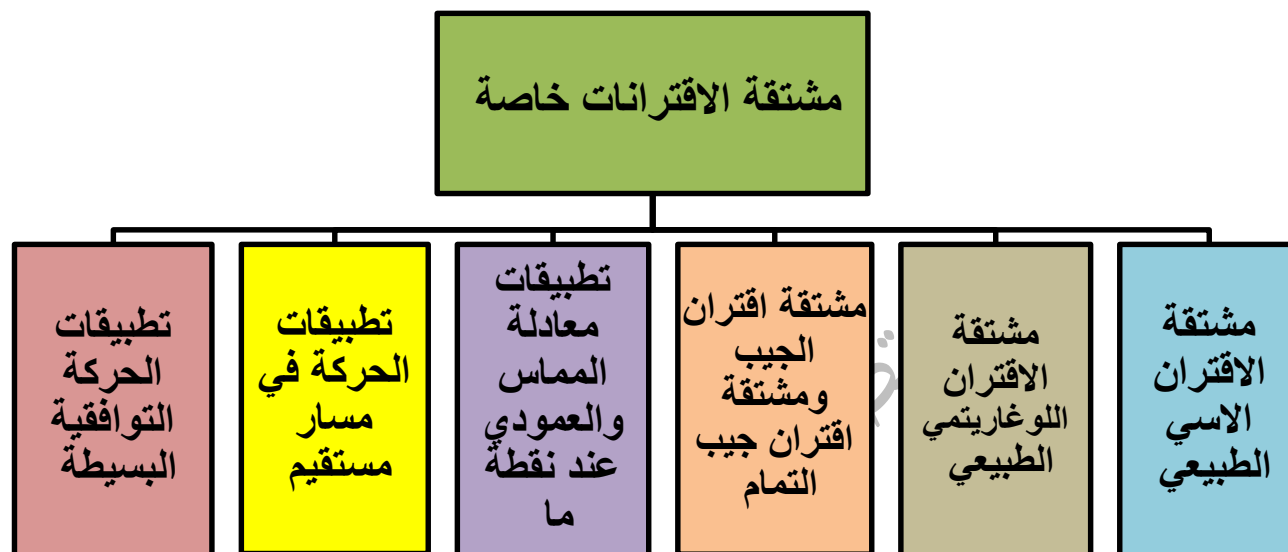 مشتقة الاقترانات خاصة
مشتقة
الاقتران
الاسي
الطبيعي
مشتقة
الاقتران
اللوغاريتمي
الطبيعي
مشتقة اقتران
الجيب
ومشتقة
اقتران جيب
التمام
تطبيقات
معادلة
المماس
والعمودي
عند نقطة
ما
تطبيقات
الحركة في
مسار
مستقيم
تطبيقات
الحركة
التوافقية
البسيطة